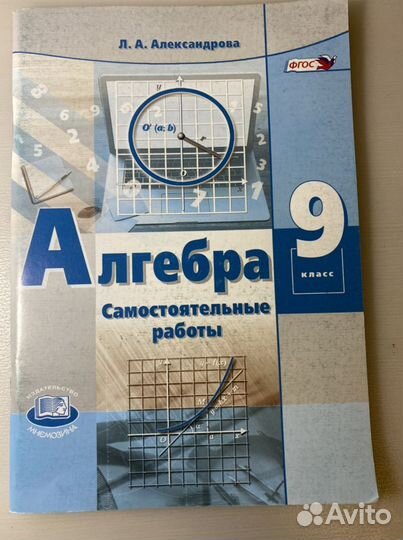 Л. А. Александрова
ФГОС
O' (a; b)
Алгебра
9
класс
Самостоятельные
работы
ИЗДАТЕЛЬСТВО
МНЕМОЗИНА
Avito